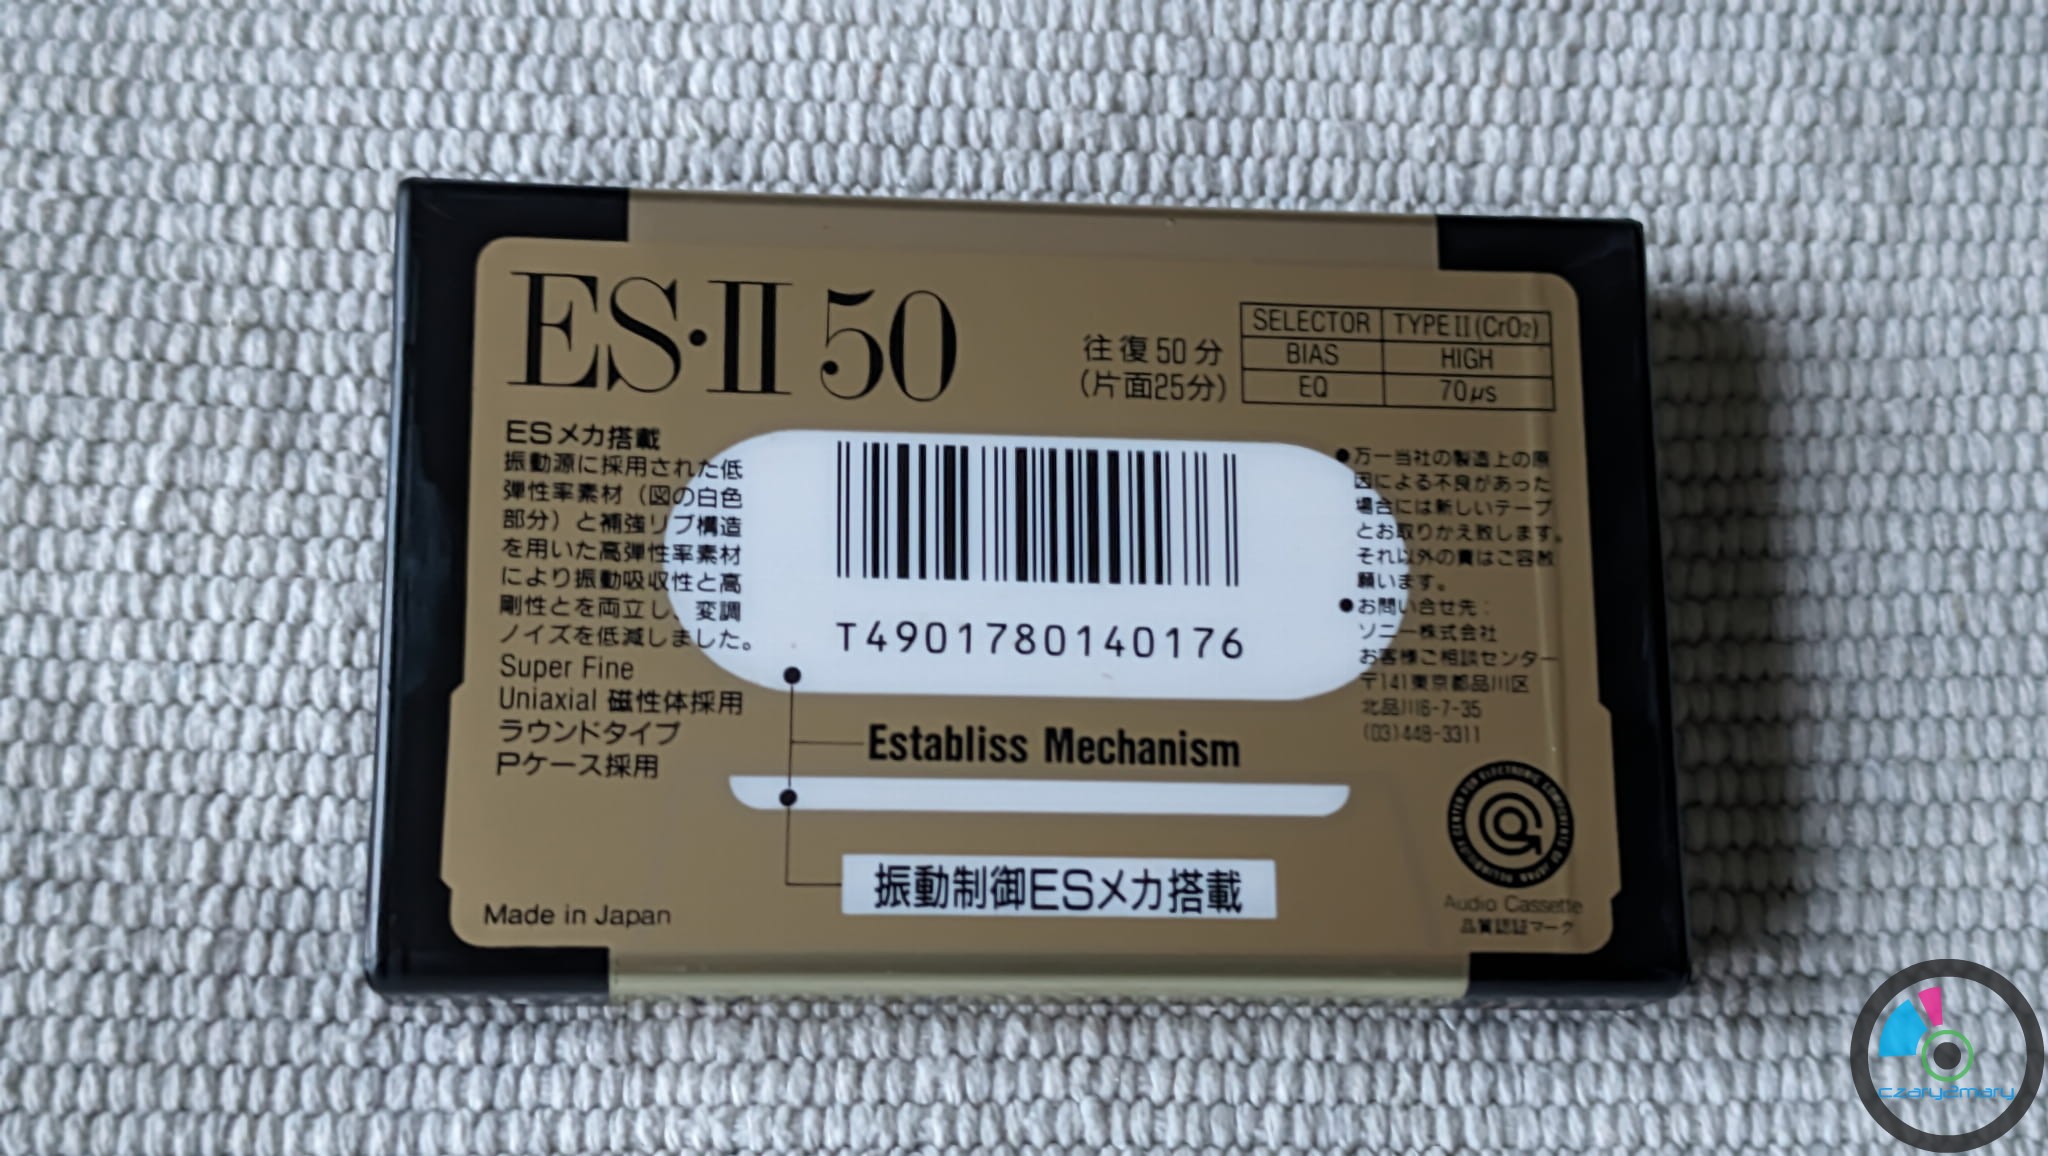 ES・II 50
往復50分
(片面25分)
SELECTOR TYPE II (CrO2)
BIAS HIGH
EQ 70μs
ESメカ搭載
振動源に採用された低
弾性率素材(図の白色
部分)と補強リブ構造
を用いた高弾性率素材
により振動吸収性と高
剛性とを両立し、変調
ノイズを低減しました。
Super Fine
Uniaxial 磁性体採用
ラウンドタイプ
Pケース採用
Made in Japan
T4901780140176
Establiss Mechanism
振動制御ESメカ搭載
●万一当社の製造上の原
因による不良があった
場合には新しいテープ
とお取りかえ致します。
それ以外の責はご容赦
願います。
●お問い合せ先:
ソニー株式会社
お客様ご相談センター
〒141東京都品川区
北品川6-7-35
(03)448-3311
RELIABILITY CENTER FOR ELECTRONIC COMPONENTS OF JAPAN
Audio Cassette
品質認証マーク
czary2mary